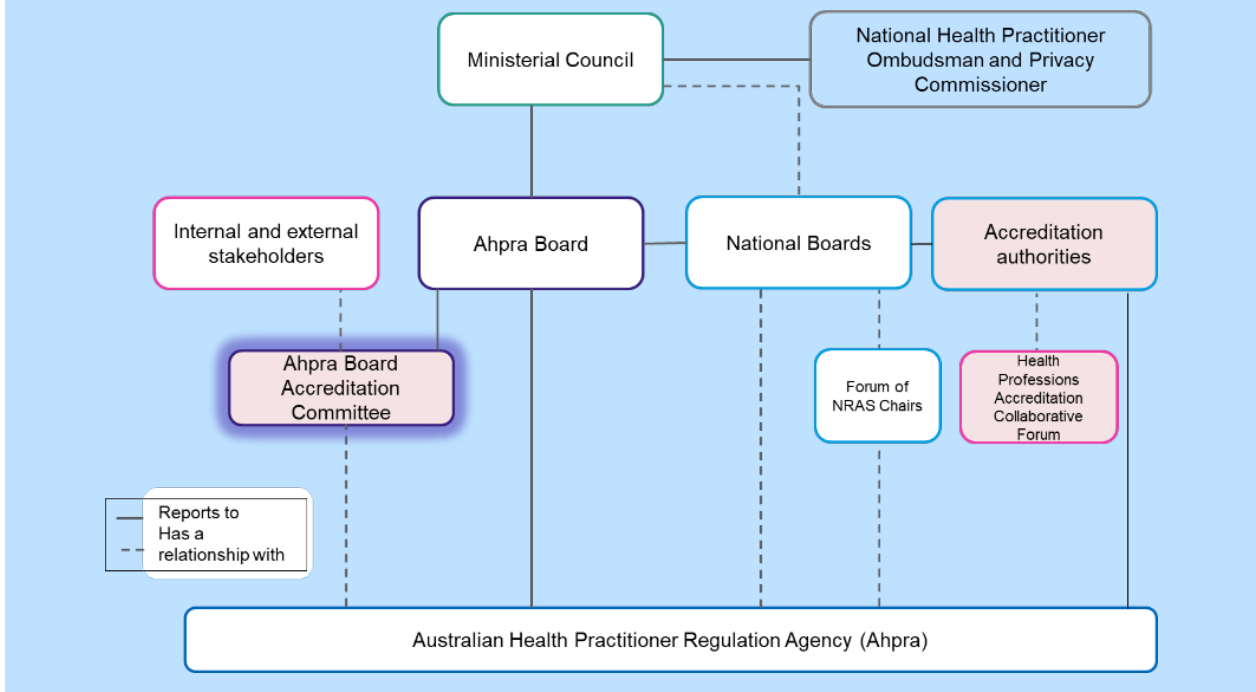 Ministerial Council
National Health Practitioner
Ombudsman and Privacy
Commissioner
Internal and external
stakeholders
Ahpra Board
National Boards
Accreditation
authorities
Ahpra Board
Accreditation
Committee
Forum of
NRAS Chairs
Health
Professions
Accreditation
Collaborative
Forum
Reports to
Has a
relationship with
Australian Health Practitioner Regulation Agency (Ahpra)